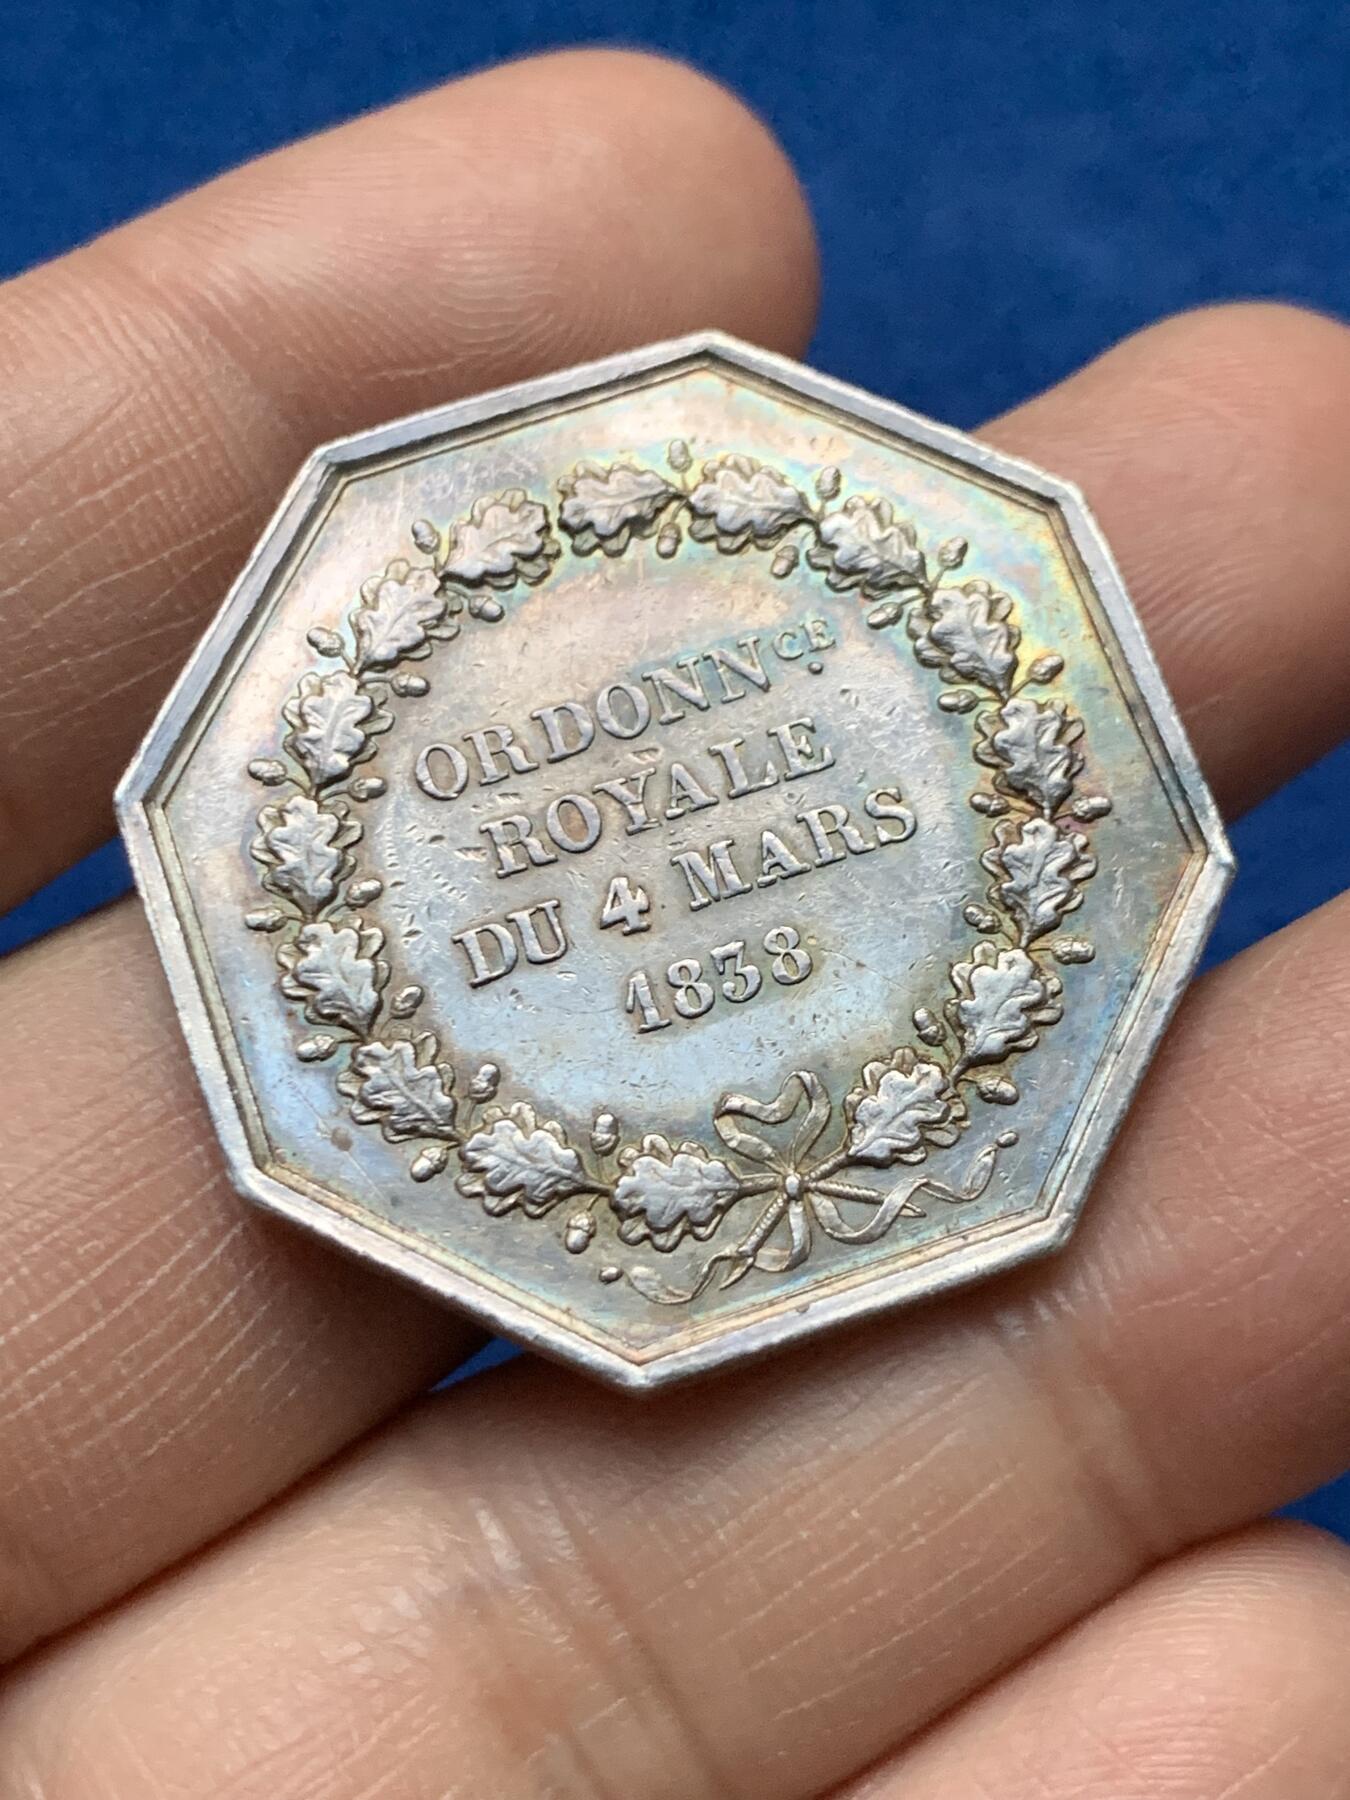 ORDONNCE
ROYALE
DU 4 MARS
1838